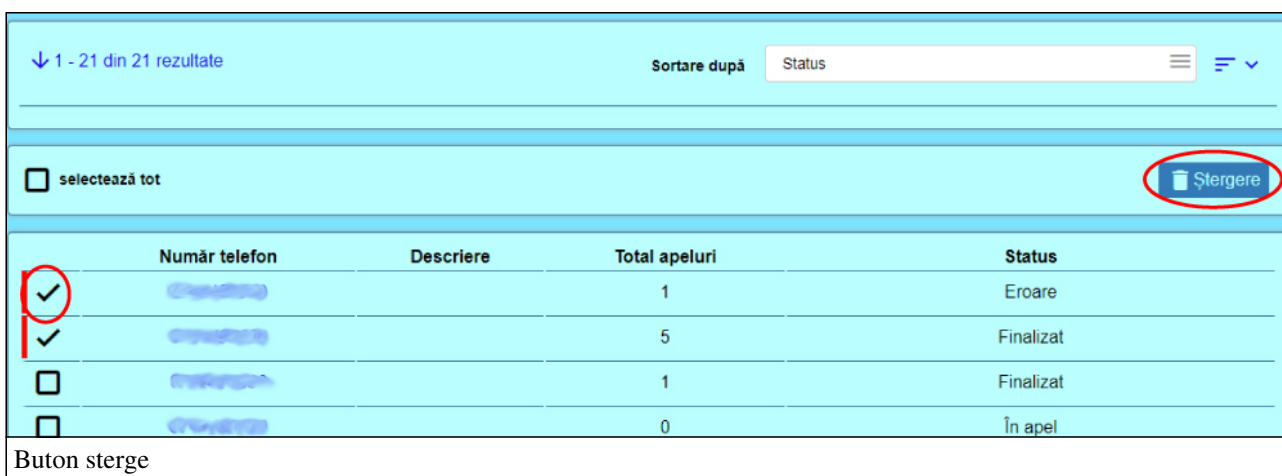 1 - 21 din 21 rezultate Sortare după Status
selectează tot Ștergere
Număr telefon Descriere Total apeluri Status
1 Eroare
5 Finalizat
1 Finalizat
0 În apel
Buton sterge